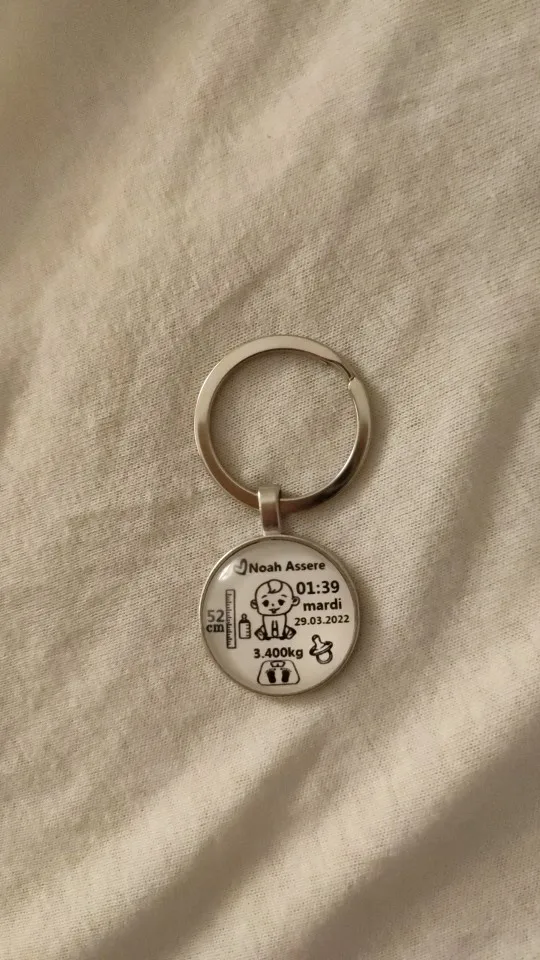 Noah Assere
01:39
mardi
29.03.2022
52
cm
3.400kg